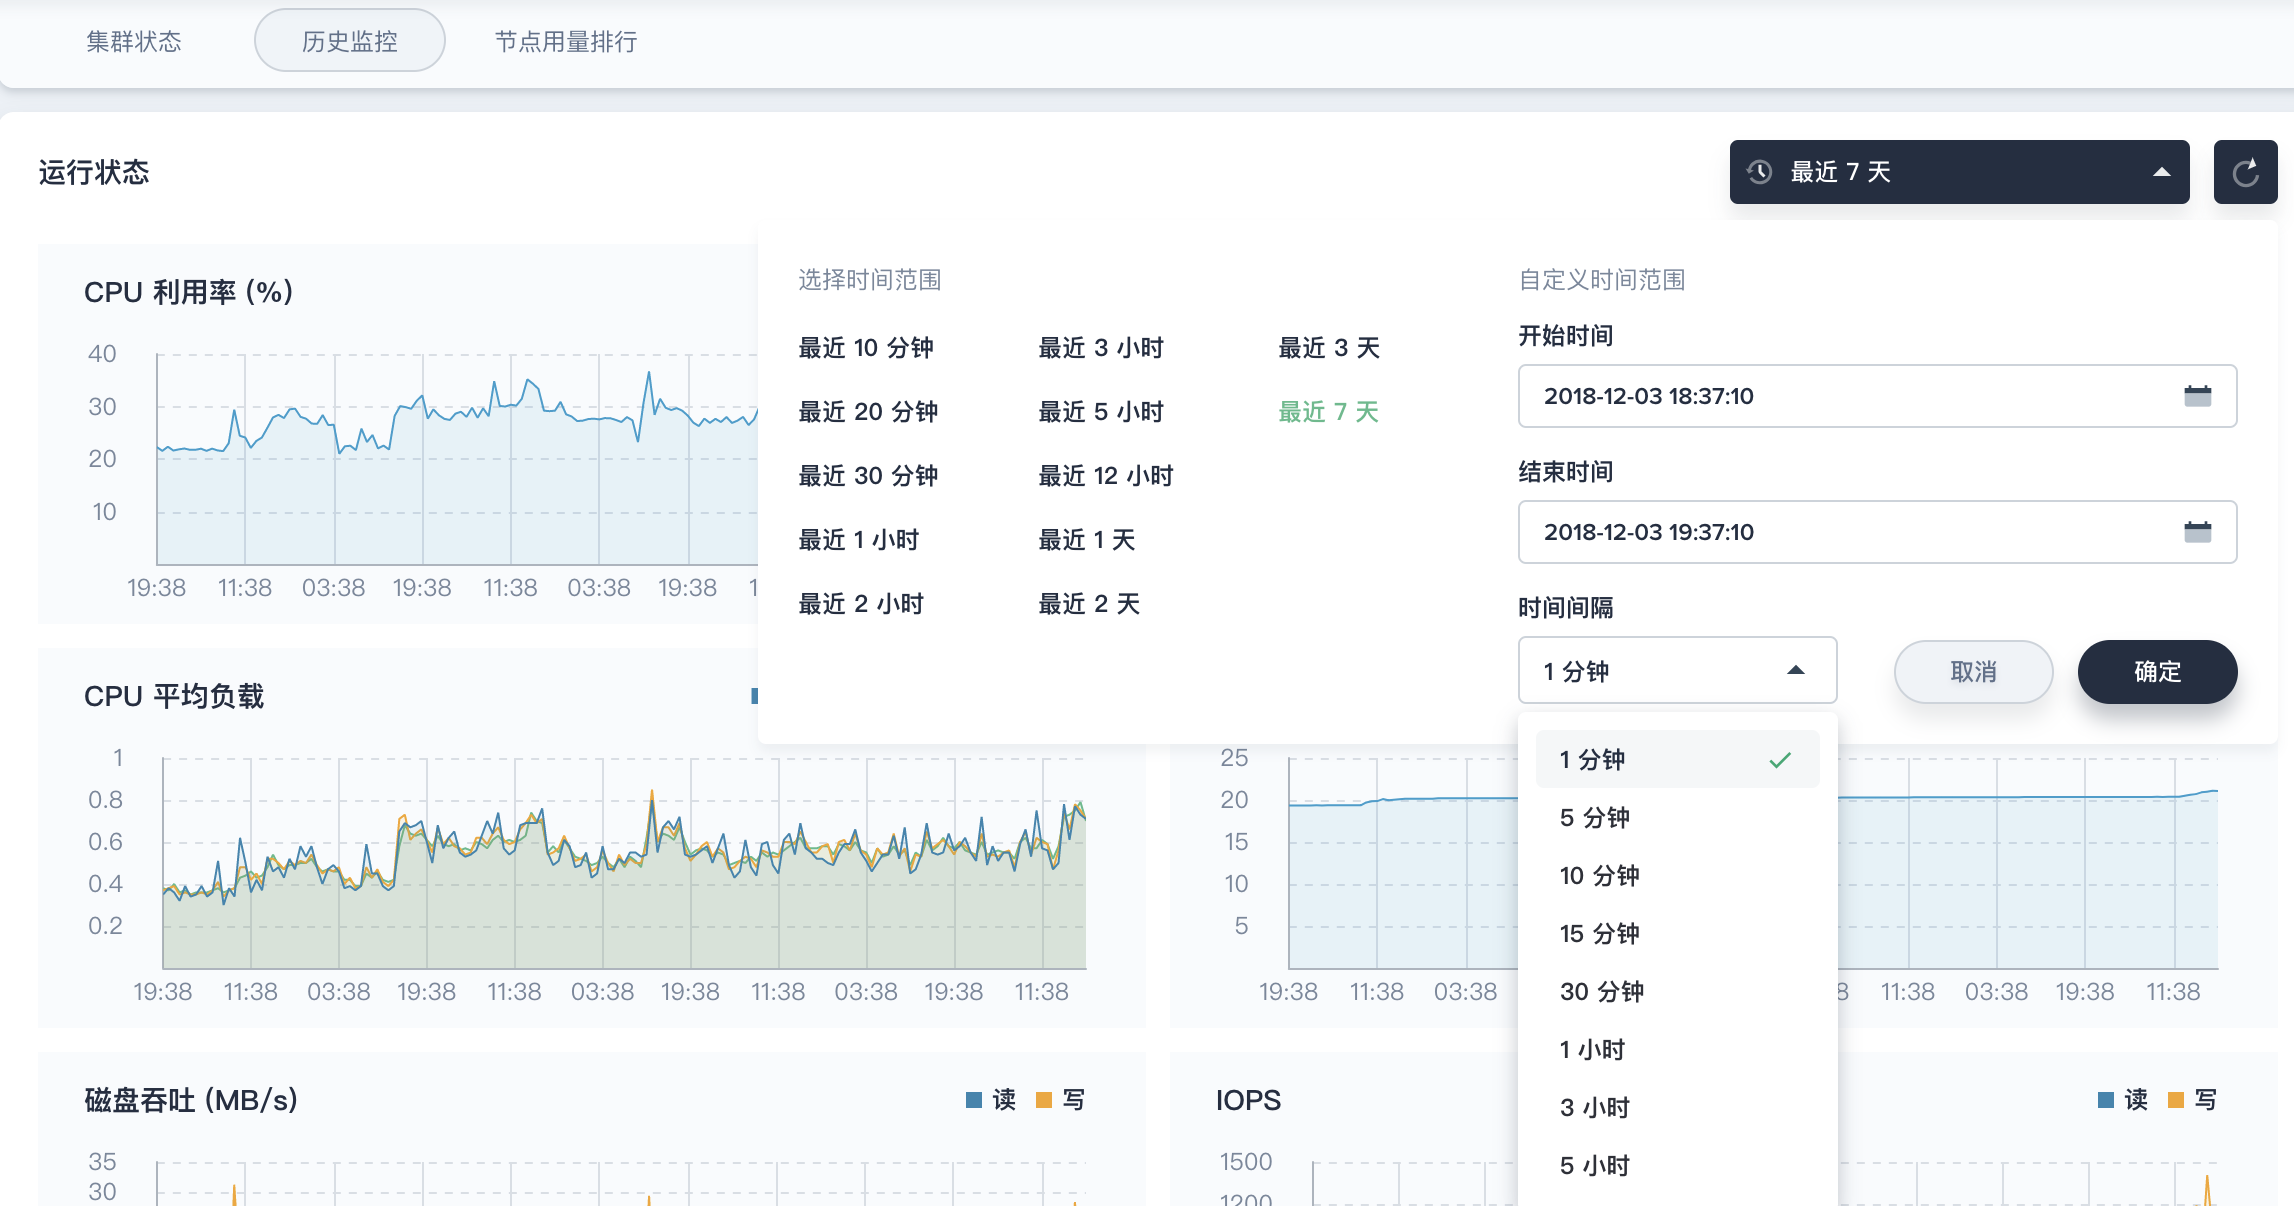 集群状态
历史监控
节点用量排行
运行状态
最近 7 天
CPU 利用率 (%)
40
30
20
10
19:38 11:38 03:38 19:38 11:38 03:38 19:38 1
选择时间范围
最近 10 分钟
最近 3 小时
最近 3 天
最近 20 分钟
最近 5 小时
最近 7 天
最近 30 分钟
最近 12 小时
最近 1 小时
最近 1 天
最近 2 小时
最近 2 天
自定义时间范围
开始时间
2018-12-03 18:37:10
结束时间
2018-12-03 19:37:10
时间间隔
1 分钟
取消
确定
1 分钟
5 分钟
10 分钟
15 分钟
30 分钟
1 小时
3 小时
5 小时
CPU 平均负载
1
0.8
0.6
0.4
0.2
19:38 11:38 03:38 19:38 11:38 03:38 19:38 11:38 03:38 19:38 11:38
25
20
15
10
5
19:38 11:38 03:38 8 11:38 03:38 19:38 11:38
磁盘吞吐 (MB/s)
读 写
35
30
IOPS
读 写
1500
1200